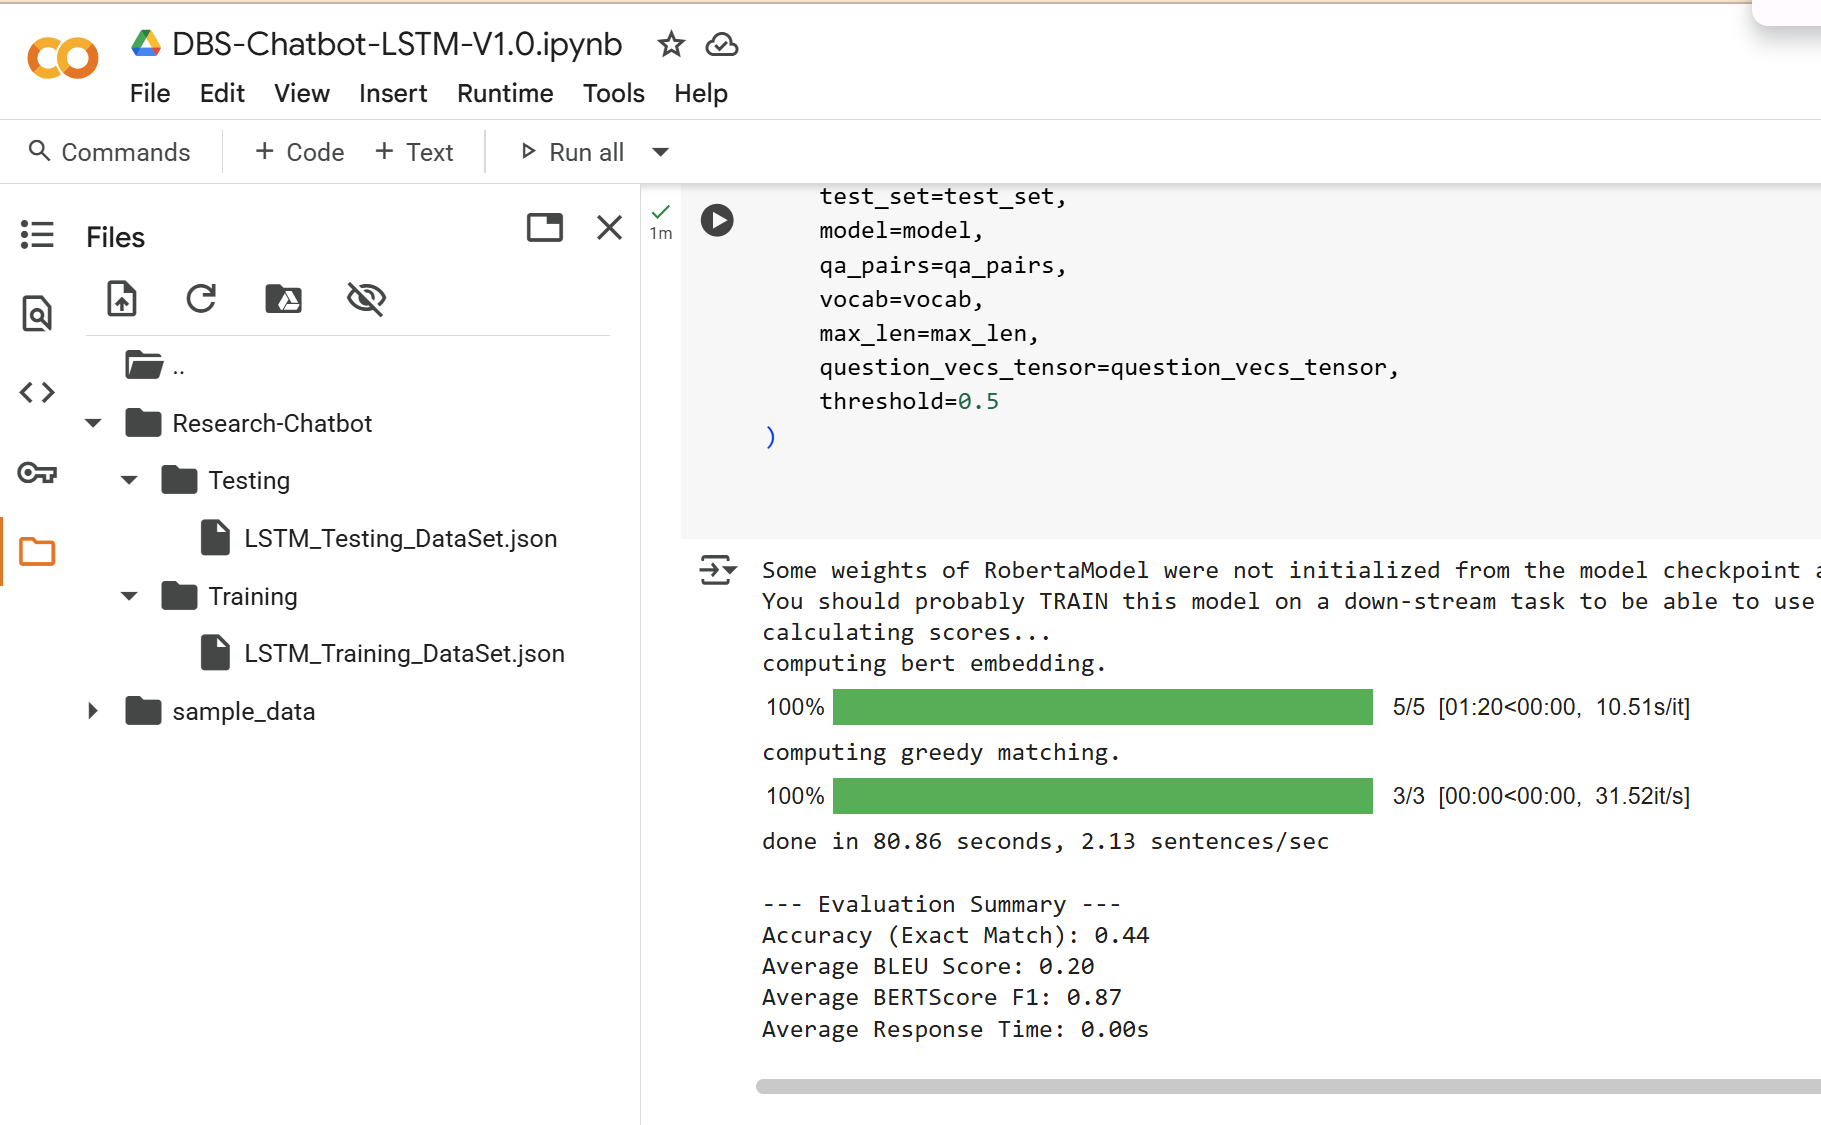 DBS-Chatbot-LSTM-V1.0.ipynb
File Edit View Insert Runtime Tools Help
Commands + Code + Text Run all
Files
..
Research-Chatbot
Testing
LSTM_Testing_DataSet.json
Training
LSTM_Training_DataSet.json
sample_data
1m
test_set=test_set,
model=model,
qa_pairs=qa_pairs,
vocab=vocab,
max_len=max_len,
question_vecs_tensor=question_vecs_tensor,
threshold=0.5
)
Some weights of RobertaModel were not initialized from the model checkpoint
You should probably TRAIN this model on a down-stream task to be able to use
calculating scores...
computing bert embedding.
100% 5/5 [01:20<00:00, 10.51s/it]
computing greedy matching.
100% 3/3 [00:00<00:00, 31.52it/s]
done in 80.86 seconds, 2.13 sentences/sec
--- Evaluation Summary ---
Accuracy (Exact Match): 0.44
Average BLEU Score: 0.20
Average BERTScore F1: 0.87
Average Response Time: 0.00s